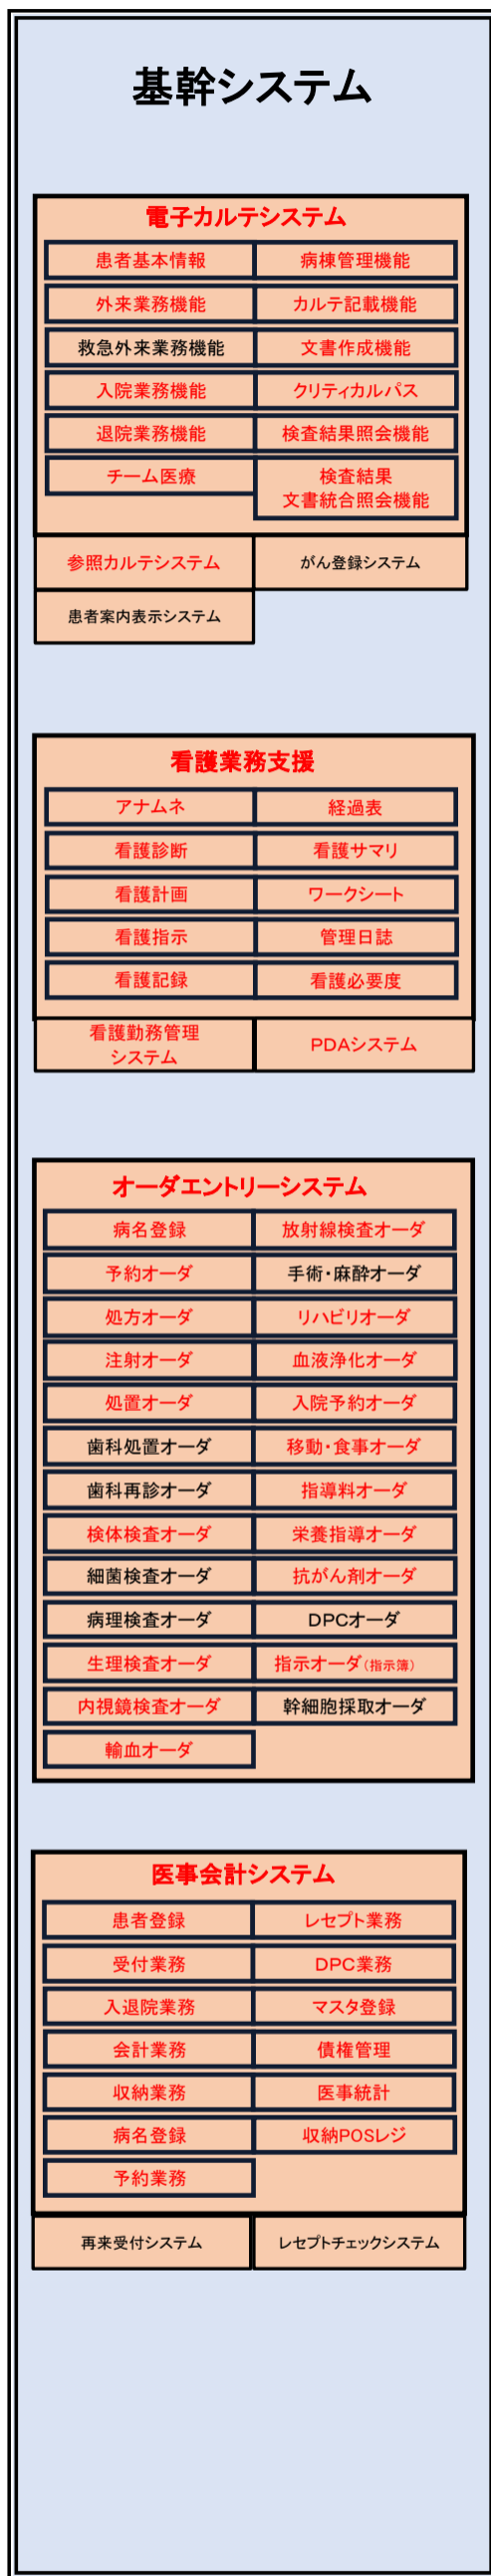 基幹システム
電子カルテシステム
患者基本情報
病棟管理機能
外来業務機能
カルテ記載機能
救急外来業務機能
文書作成機能
入院業務機能
クリティカルパス
退院業務機能
検査結果照会機能
チーム医療
検査結果
文書統合照会機能
参照カルテシステム
がん登録システム
患者案内表示システム
看護業務支援
アナムネ
経過表
看護診断
看護サマリ
看護計画
ワークシート
看護指示
管理日誌
看護記録
看護必要度
看護勤務管理
システム
PDAシステム
オーダエントリーシステム
病名登録
放射線検査オーダ
予約オーダ
手術・麻酔オーダ
処方オーダ
リハビリオーダ
注射オーダ
血液浄化オーダ
処置オーダ
入院予約オーダ
歯科処置オーダ
移動・食事オーダ
歯科再診オーダ
指導料オーダ
検体検査オーダ
栄養指導オーダ
細菌検査オーダ
抗がん剤オーダ
病理検査オーダ
DPCオーダ
生理検査オーダ
指示オーダ(指示簿)
内視鏡検査オーダ
幹細胞採取オーダ
輸血オーダ
医事会計システム
患者登録
レセプト業務
受付業務
DPC業務
入退院業務
マスタ登録
会計業務
債権管理
収納業務
医事統計
病名登録
収納POSレジ
予約業務
再来受付システム
レセプトチェックシステム